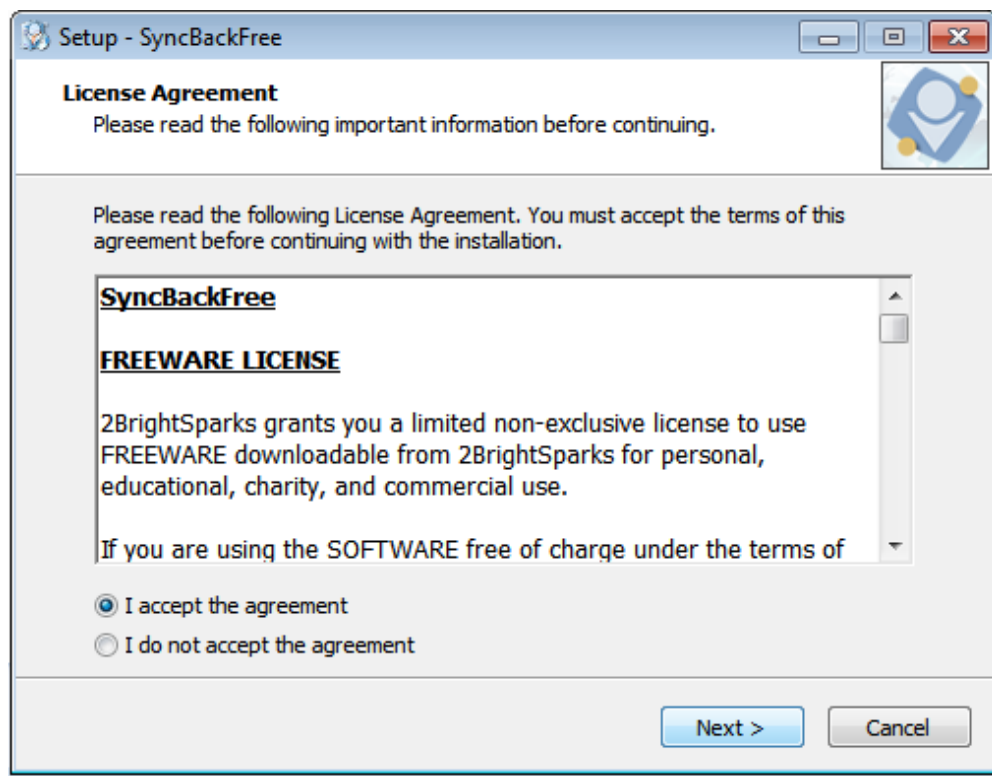 Setup - SyncBackFree
License Agreement
Please read the following important information before continuing.
Please read the following License Agreement. You must accept the terms of this
agreement before continuing with the installation.
SyncBackFree
FREEWARE LICENSE
2BrightSparks grants you a limited non-exclusive license to use
FREEWARE downloadable from 2BrightSparks for personal,
educational, charity, and commercial use.
If you are using the SOFTWARE free of charge under the terms of
I accept the agreement
I do not accept the agreement
Next > Cancel